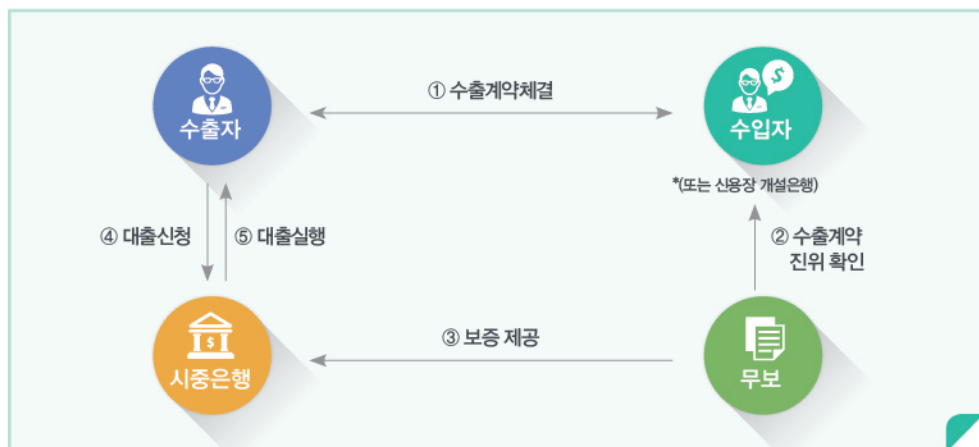 ① 수출계약체결
수출자
수입자
*(또는 신용장 개설은행)
④ 대출신청
⑤ 대출실행
② 수출계약
진위 확인
③ 보증 제공
$
시중은행
무보